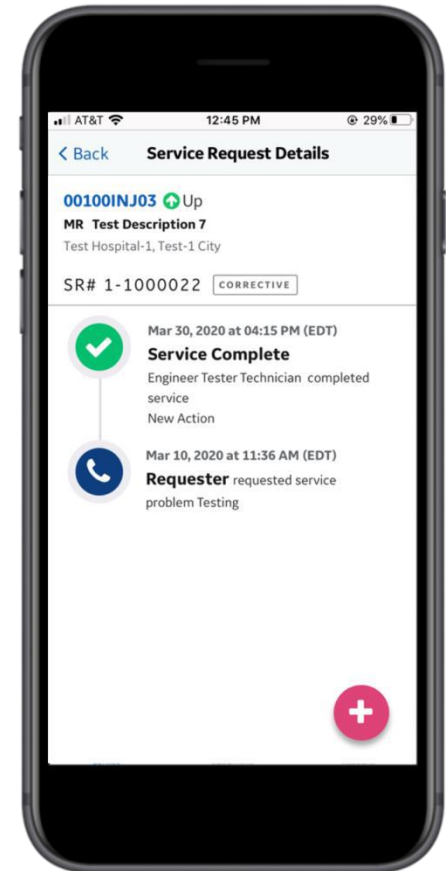 AT&T 12:45 PM 29%
Back Service Request Details
00100INJ03 Up
MR Test Description 7
Test Hospital-1, Test-1 City
SR# 1-1000022 CORRECTIVE
Mar 30, 2020 at 04:15 PM (EDT)
Service Complete
Engineer Tester Technician completed
service
New Action
Mar 10, 2020 at 11:36 AM (EDT)
Requester requested service
problem Testing